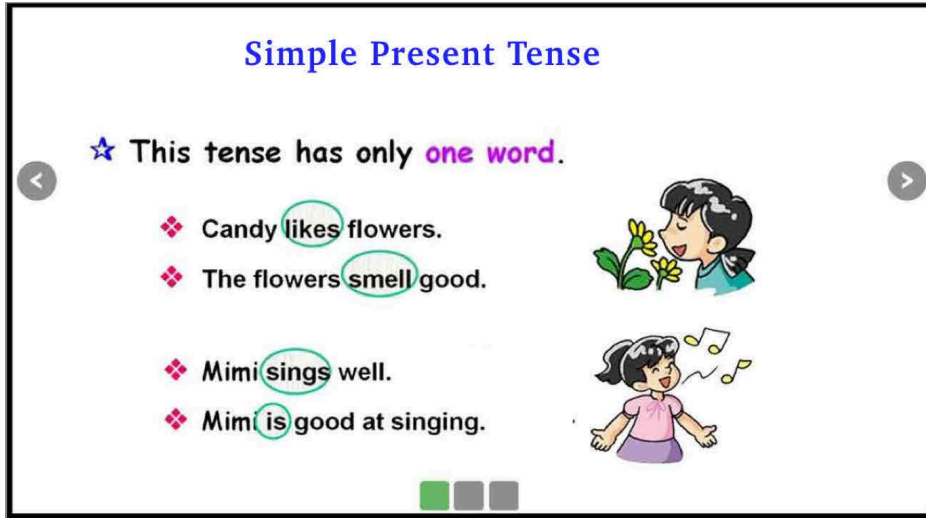 Simple Present Tense
This tense has only one word.
Candy likes flowers.
The flowers smell good.
Mimi sings well.
Mimi is good at singing.